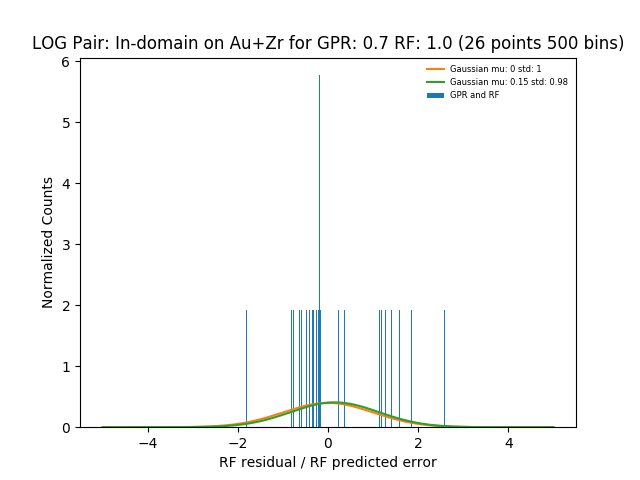 LOG Pair: In-domain on Au+Zr for GPR: 0.7 RF: 1.0 (26 points 500 bins)
Gaussian mu: 0 std: 1
Gaussian mu: 0.15 std: 0.98
GPR and RF
Normalized Counts
6
5
4
3
2
1
0
−4 −2 0 2 4
RF residual / RF predicted error